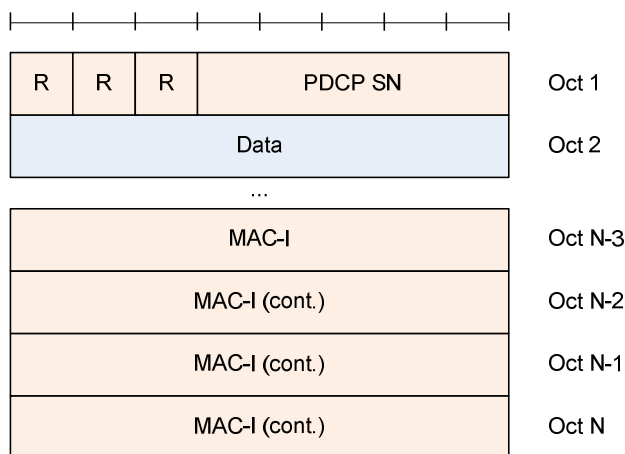 R R R PDCP SN Oct 1
Data Oct 2
...
MAC-I Oct N-3
MAC-I (cont.) Oct N-2
MAC-I (cont.) Oct N-1
MAC-I (cont.) Oct N